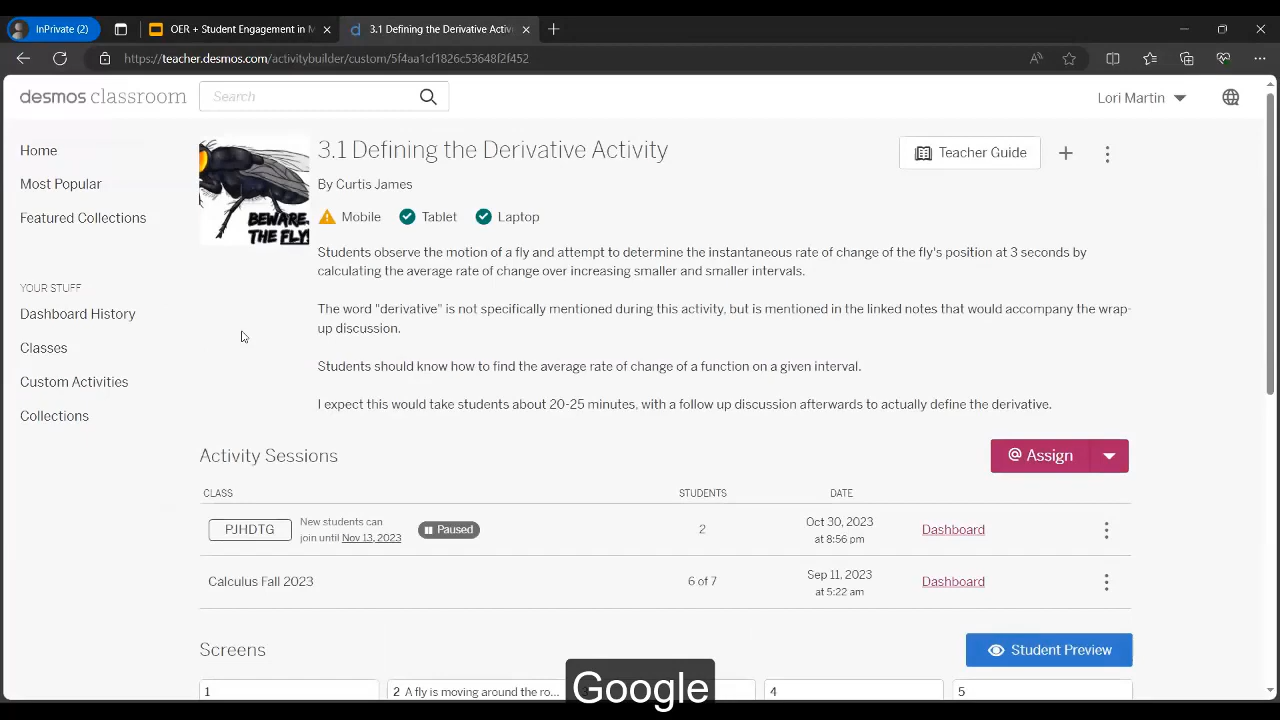 InPrivate (2)
OER + Student Engagement in M
3.1 Defining the Derivative Activi
https://teacher.desmos.com/activitybuilder/custom/5f4aa1cf1826c53648f2f452
desmos classroom
Search
Lori Martin
Home
Most Popular
Featured Collections
YOUR STUFF
Dashboard History
Classes
Custom Activities
Collections
BEWARE.
THE FLY!
3.1 Defining the Derivative Activity
Teacher Guide
By Curtis James
Mobile Tablet Laptop
Students observe the motion of a fly and attempt to determine the instantaneous rate of change of the fly's position at 3 seconds by
calculating the average rate of change over increasing smaller and smaller intervals.
The word "derivative" is not specifically mentioned during this activity, but is mentioned in the linked notes that would accompany the wrap-
up discussion.
Students should know how to find the average rate of change of a function on a given interval.
I expect this would take students about 20-25 minutes, with a follow up discussion afterwards to actually define the derivative.
Activity Sessions
Assign
CLASS STUDENTS DATE
PJHDTG
New students can
join until Nov 13, 2023
Paused
2
Oct 30, 2023
at 8:56 pm
Dashboard
Calculus Fall 2023
6 of 7
Sep 11, 2023
at 5:22 am
Dashboard
Screens
Student Preview
1
2 A fly is moving around the ro...
4
5
Google